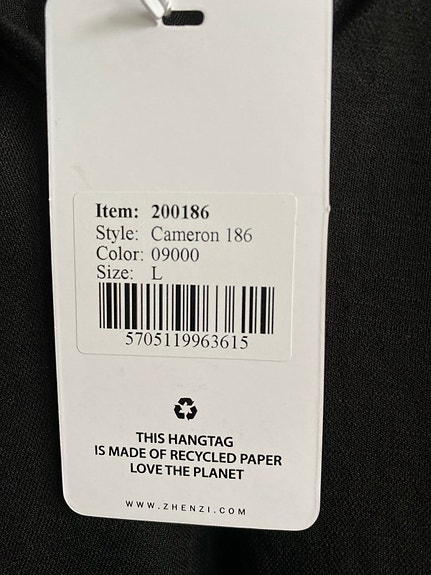 Item: 200186
Style: Cameron 186
Color: 09000
Size: L
5705119963615
THIS HANGTAG
IS MADE OF RECYCLED PAPER
LOVE THE PLANET
WWW.ZHENZI.COM